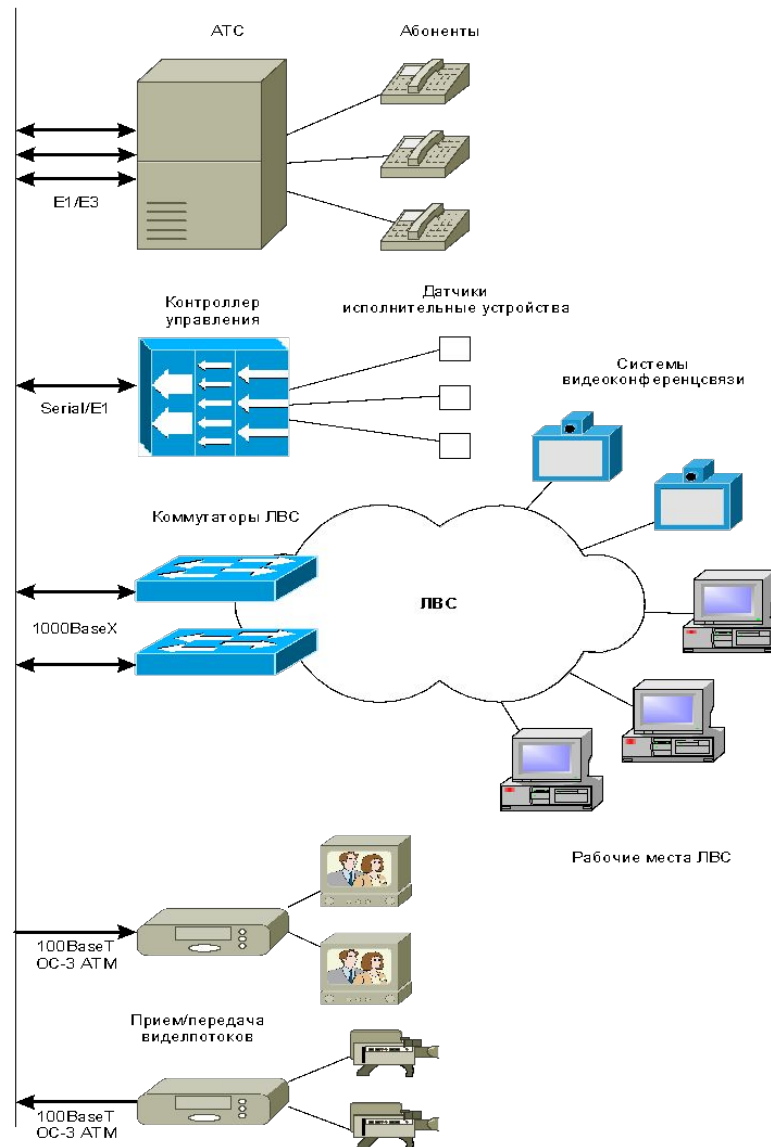 АТС
Абоненты
E1/E3
Контроллер
управления
Датчики
исполнительные устройства
Serial/E1
Системы
видеоконференцсвязи
Коммутаторы ЛВС
1000BaseX
ЛВС
Рабочие места ЛВС
100BaseT
OC-3 ATM
Прием/передача
виделпотоков
100BaseT
OC-3 ATM